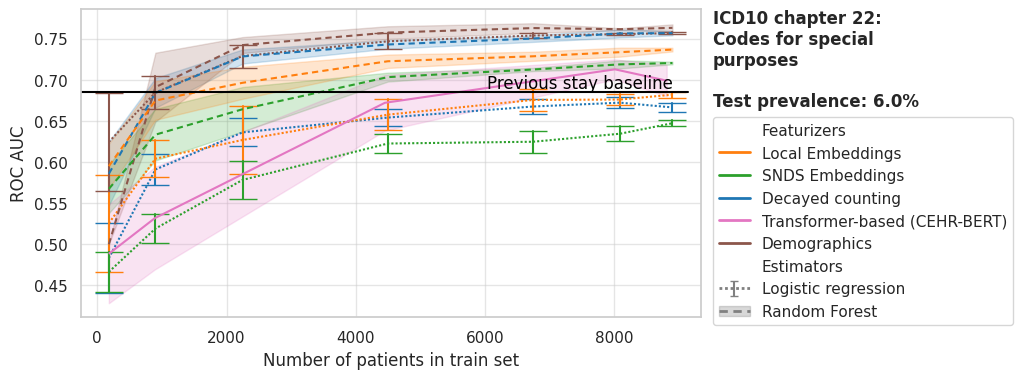 ICD10 chapter 22:
Codes for special
purposes
Test prevalence: 6.0%
ROC AUC
0.75
0.70
0.65
0.60
0.55
0.50
0.45
Previous stay baseline
0
2000
4000
6000
8000
Number of patients in train set
Featurizers
Local Embeddings
SNDS Embeddings
Decayed counting
Transformer-based (CEHR-BERT)
Demographics
Estimators
Logistic regression
Random Forest